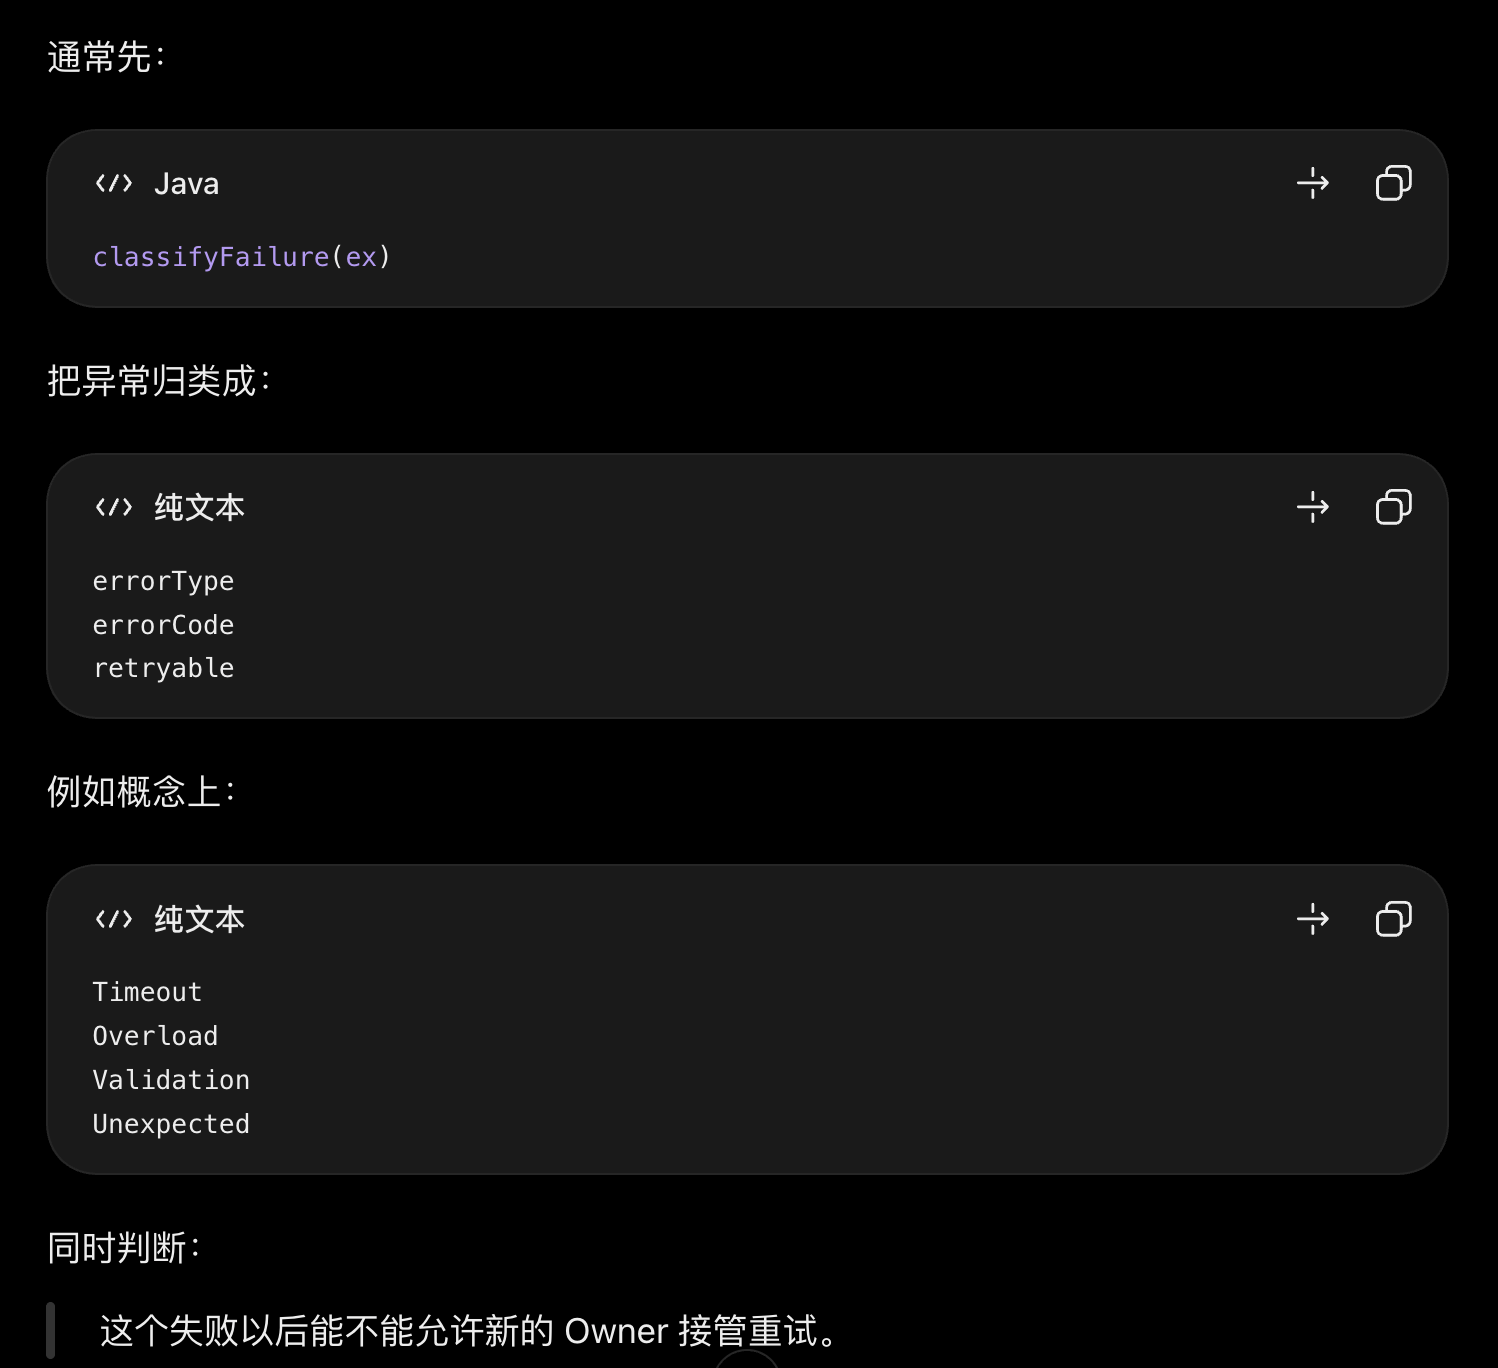 通常先：
Java
classifyFailure(ex)
把异常归类成：
纯文本
errorType
errorCode
retryable
例如概念上：
纯文本
Timeout
Overload
Validation
Unexpected
同时判断：
这个失败以后能不能允许新的 Owner 接管重试。